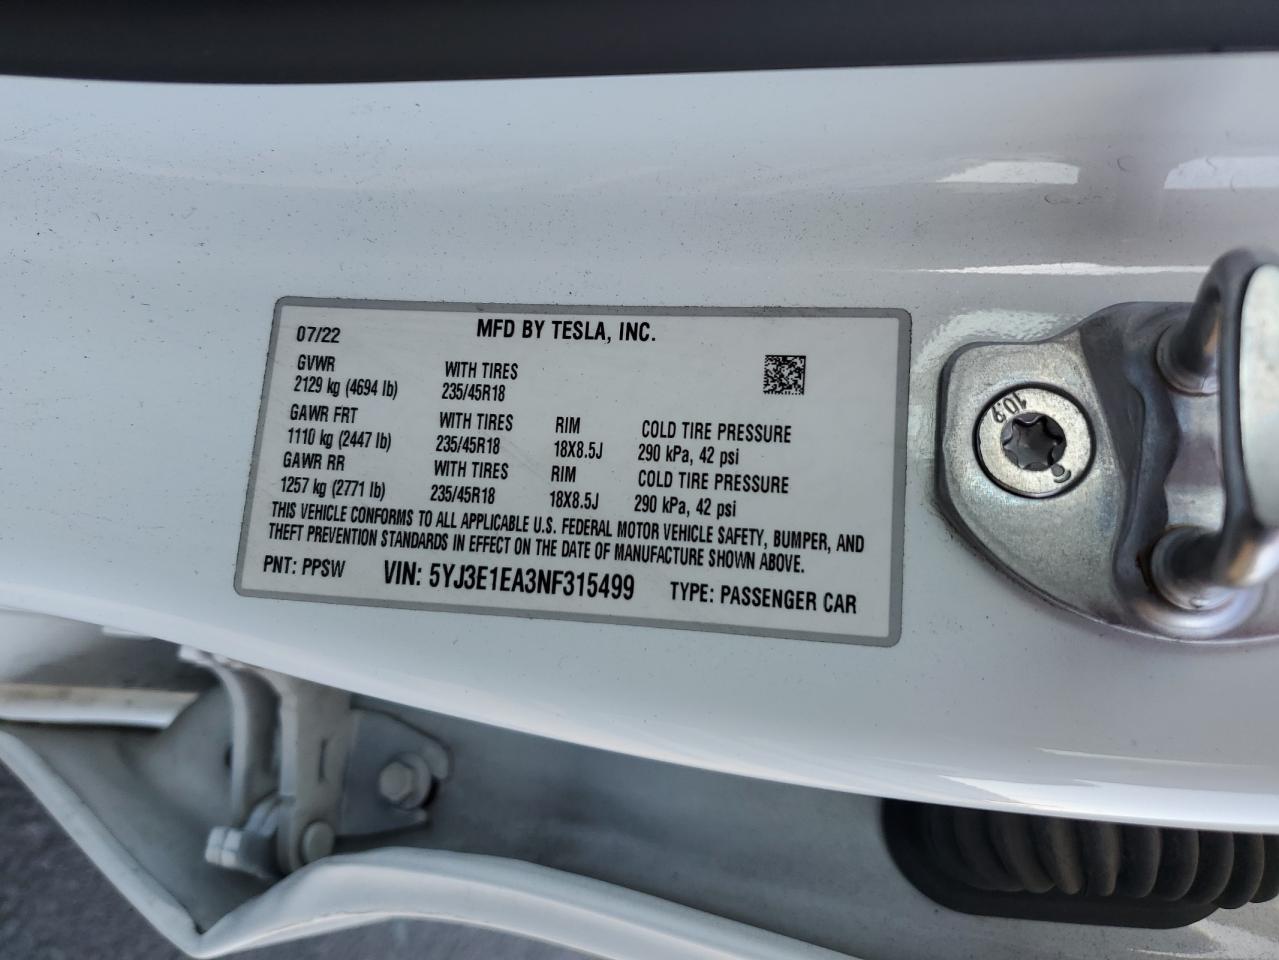 MFD BY TESLA, INC.
07/22
GVWR
2129 kg (4694 lb)
WITH TIRES
235/45R18
GAWR FRT
1110 kg (2447 lb)
WITH TIRES
235/45R18
RIM
18X8.5J
COLD TIRE PRESSURE
290 kPa, 42 psi
GAWR RR
1257 kg (2771 lb)
WITH TIRES
235/45R18
RIM
18X8.5J
COLD TIRE PRESSURE
290 kPa, 42 psi
THIS VEHICLE CONFORMS TO ALL APPLICABLE U.S. FEDERAL MOTOR VEHICLE SAFETY, BUMPER, AND
THEFT PREVENTION STANDARDS IN EFFECT ON THE DATE OF MANUFACTURE SHOWN ABOVE.
PNT: PPSW VIN: 5YJ3E1EA3NF315499 TYPE: PASSENGER CAR
10.9